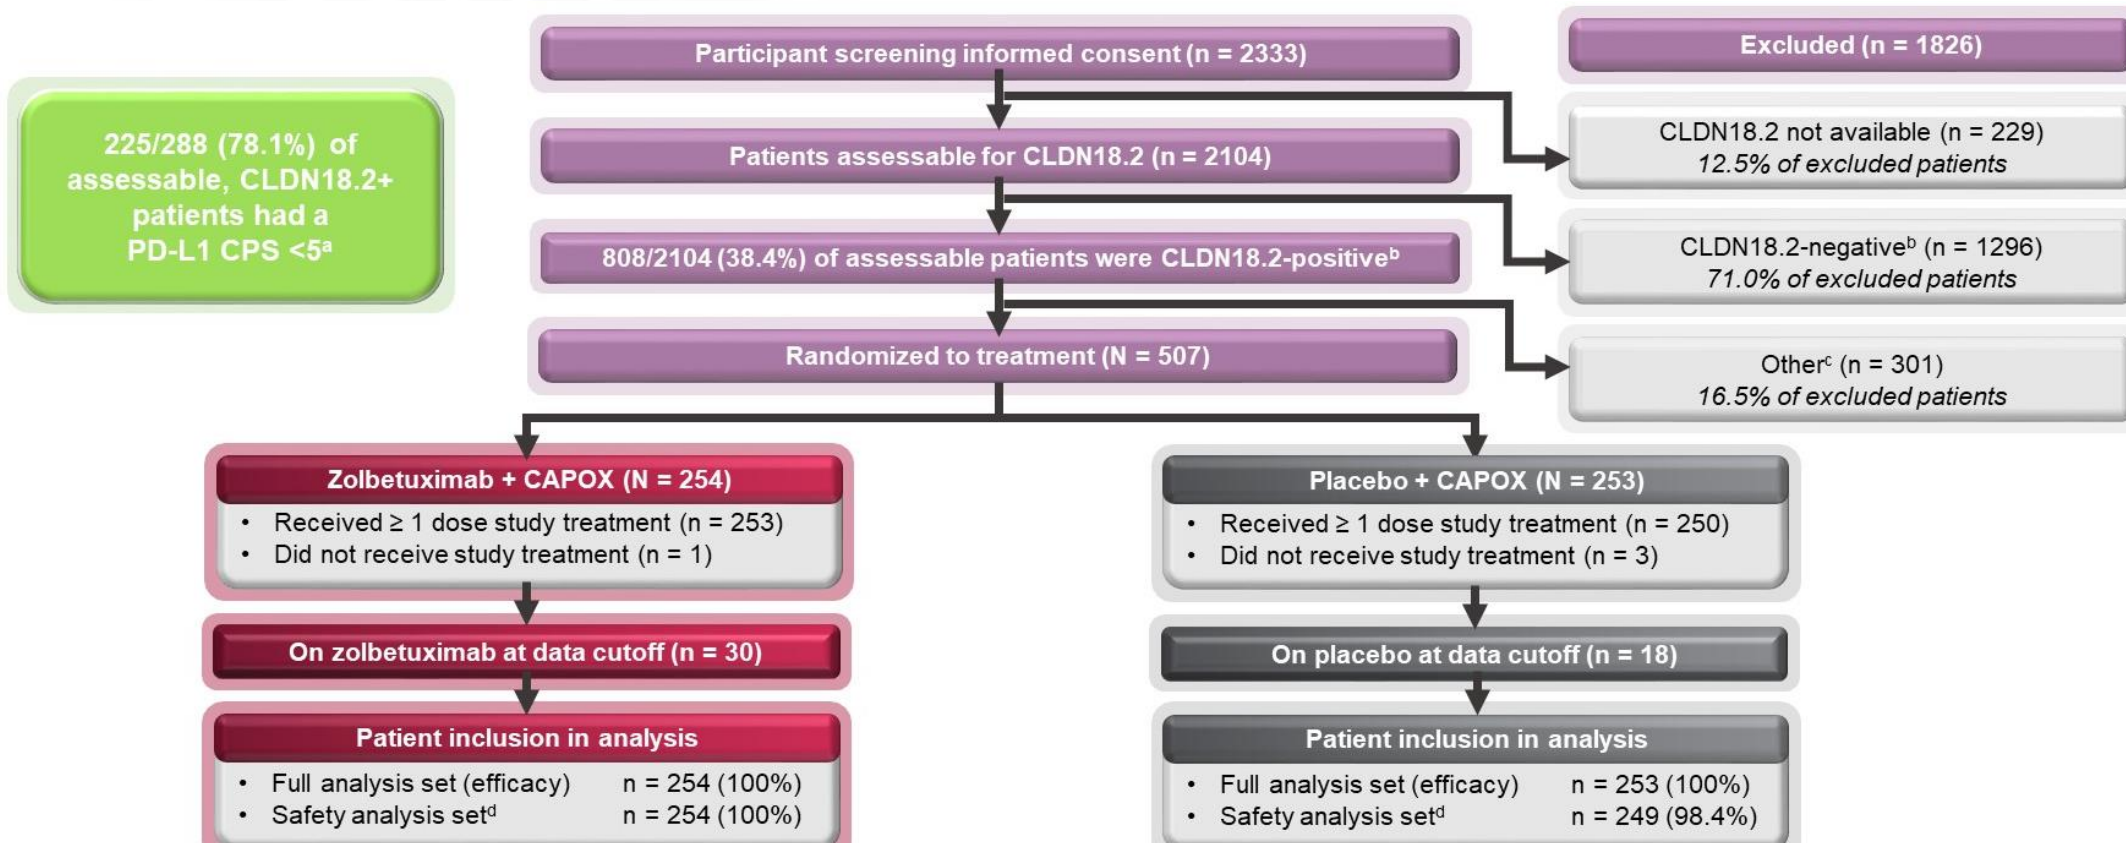 Participant screening informed consent (n = 2333)
Excluded (n = 1826)
225/288 (78.1%) of
assessable, CLDN18.2+
patients had a
PD-L1 CPS <5ᵃ
CLDN18.2 not available (n = 229)
12.5% of excluded patients
Patients assessable for CLDN18.2 (n = 2104)
CLDN18.2-negativeᵇ (n = 1296)
71.0% of excluded patients
808/2104 (38.4%) of assessable patients were CLDN18.2-positiveᵇ
Randomized to treatment (N = 507)
Otherᶜ (n = 301)
16.5% of excluded patients
Zolbetuximab + CAPOX (N = 254)
• Received ≥ 1 dose study treatment (n = 253)
• Did not receive study treatment (n = 1)
On zolbetuximab at data cutoff (n = 30)
Patient inclusion in analysis
• Full analysis set (efficacy) n = 254 (100%)
• Safety analysis setᵈ n = 254 (100%)
Placebo + CAPOX (N = 253)
• Received ≥ 1 dose study treatment (n = 250)
• Did not receive study treatment (n = 3)
On placebo at data cutoff (n = 18)
Patient inclusion in analysis
• Full analysis set (efficacy) n = 253 (100%)
• Safety analysis setᵈ n = 249 (98.4%)